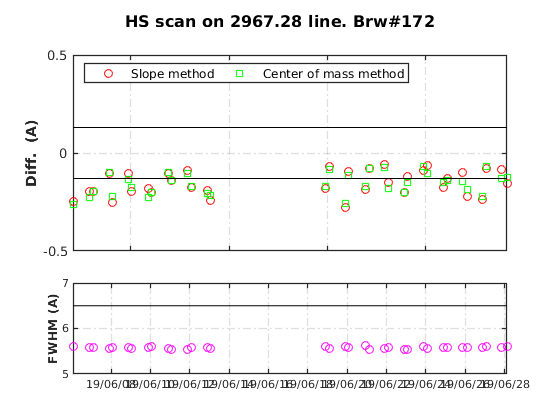 HS scan on 2967.28 line. Brw#172
0.5
Slope method
Center of mass method
Diff. (A)
0
-0.5
7
FWHM (A)
6
5
19/06/08 19/06/10 19/06/12 19/06/14 19/06/16 19/06/18 19/06/20 19/06/22 19/06/24 19/06/26 19/06/28